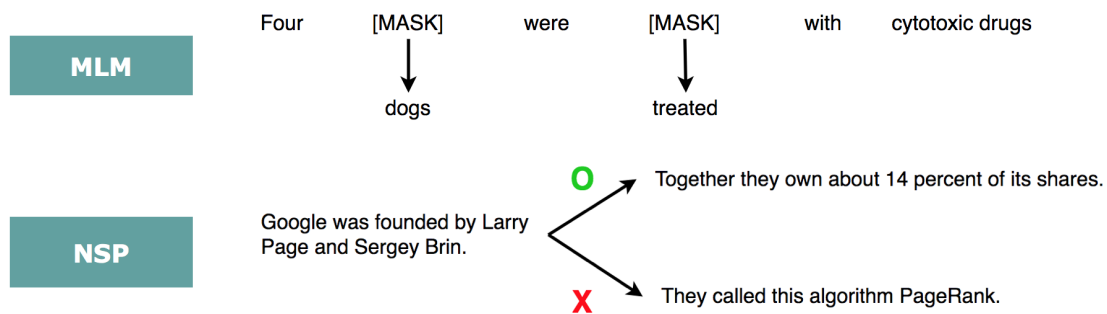 Four [MASK] were [MASK] with cytotoxic drugs
MLM
dogs treated
O Together they own about 14 percent of its shares.
Google was founded by Larry
Page and Sergey Brin.
NSP
X They called this algorithm PageRank.